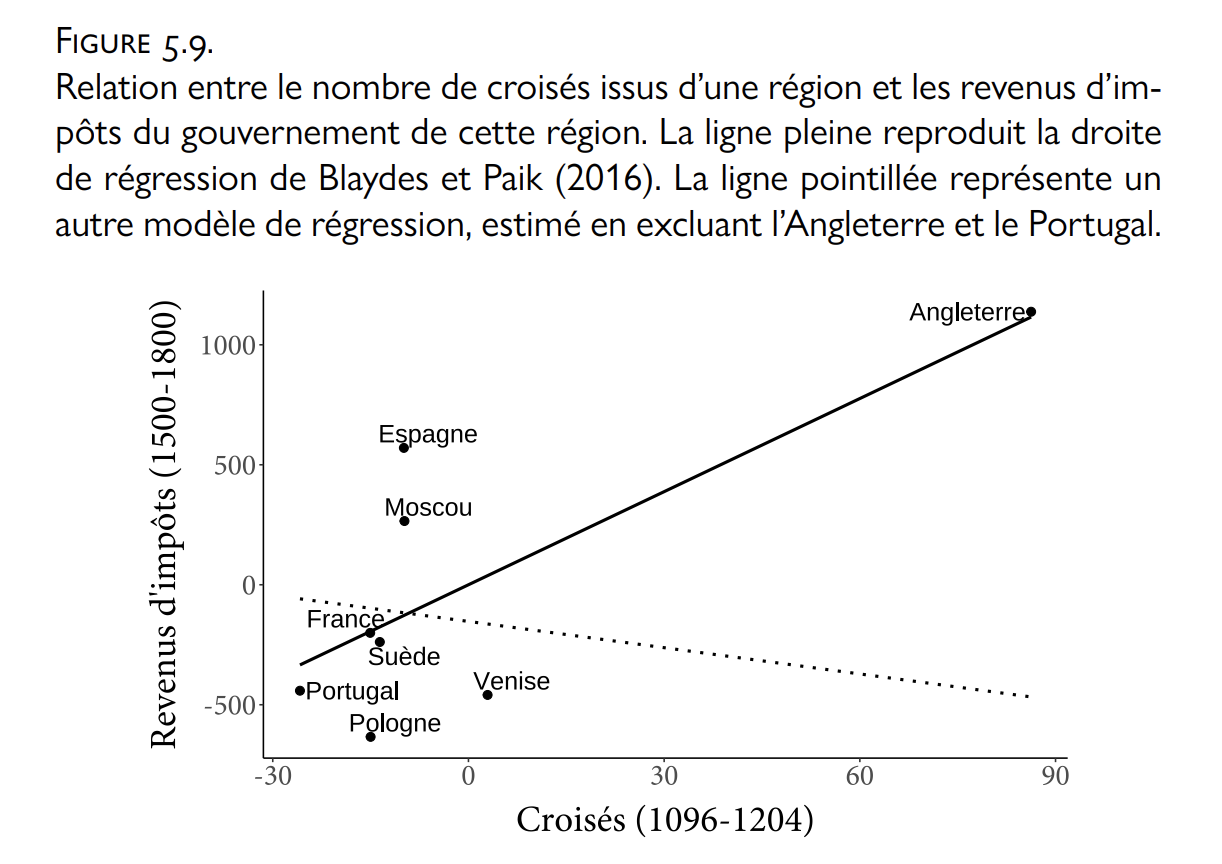 FIGURE 5.9.
Relation entre le nombre de croisés issus d’une région et les revenus d’im-
pôts du gouvernement de cette région. La ligne pleine reproduit la droite
de régression de Blaydes et Paik (2016). La ligne pointillée représente un
autre modèle de régression, estimé en excluant l’Angleterre et le Portugal.
Revenus d'impôts (1500-1800)
1000
500
0
-500
Angleterre
Espagne
Moscou
France
Suède
Portugal
Venise
Pologne
-30 0 30 60 90
Croisés (1096-1204)